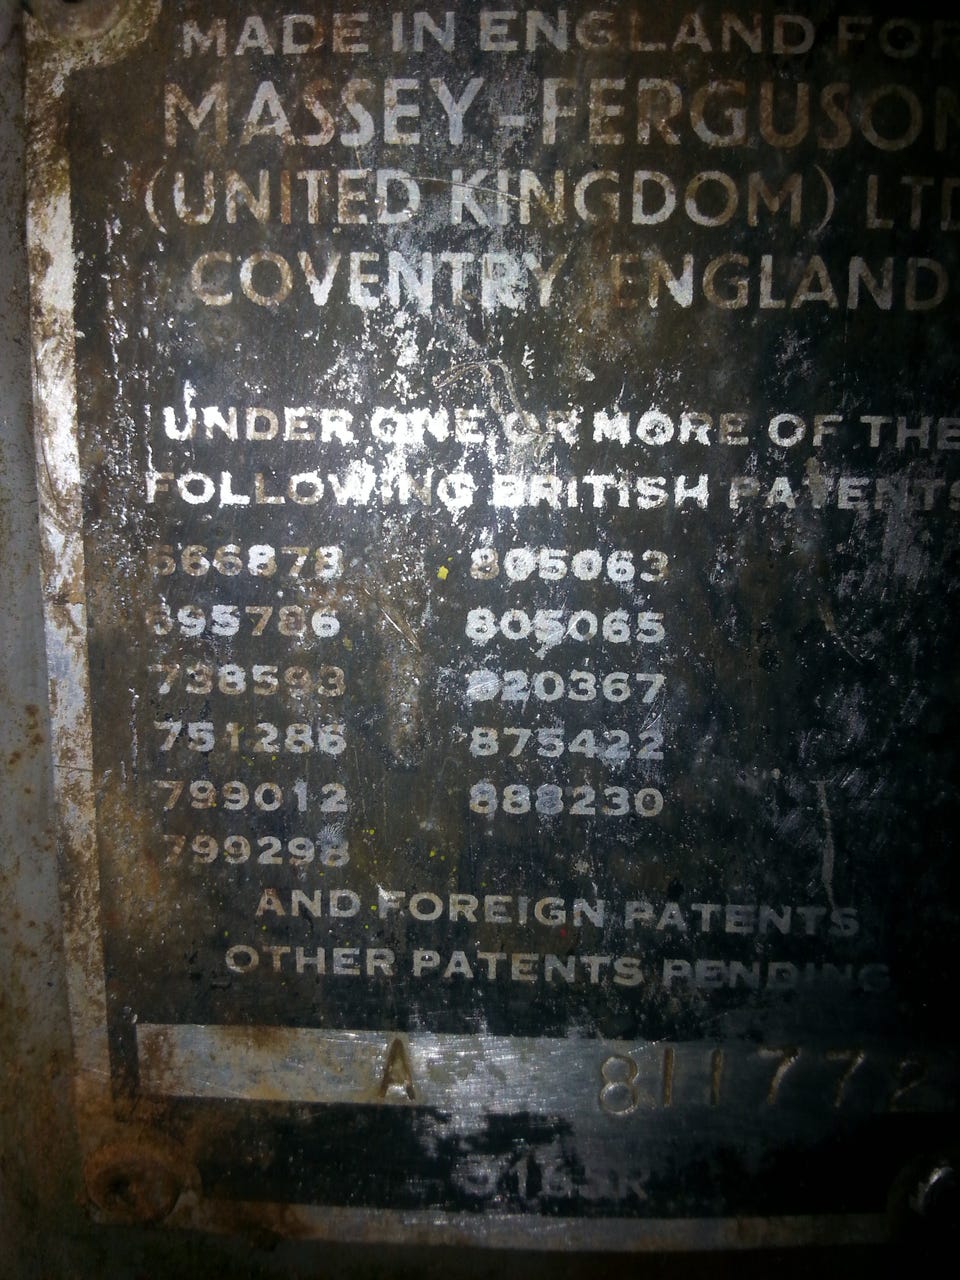 MADE IN ENGLAND FOR
MASSEY-FERGUSON
(UNITED KINGDOM) LTD
COVENTRY ENGLAND
UNDER ONE OR MORE OF THE
FOLLOWING BRITISH PATENTS
666878 805063
695786 805065
738593 820367
751286 875422
799012 888230
799298
AND FOREIGN PATENTS
OTHER PATENTS PENDING
A 811772